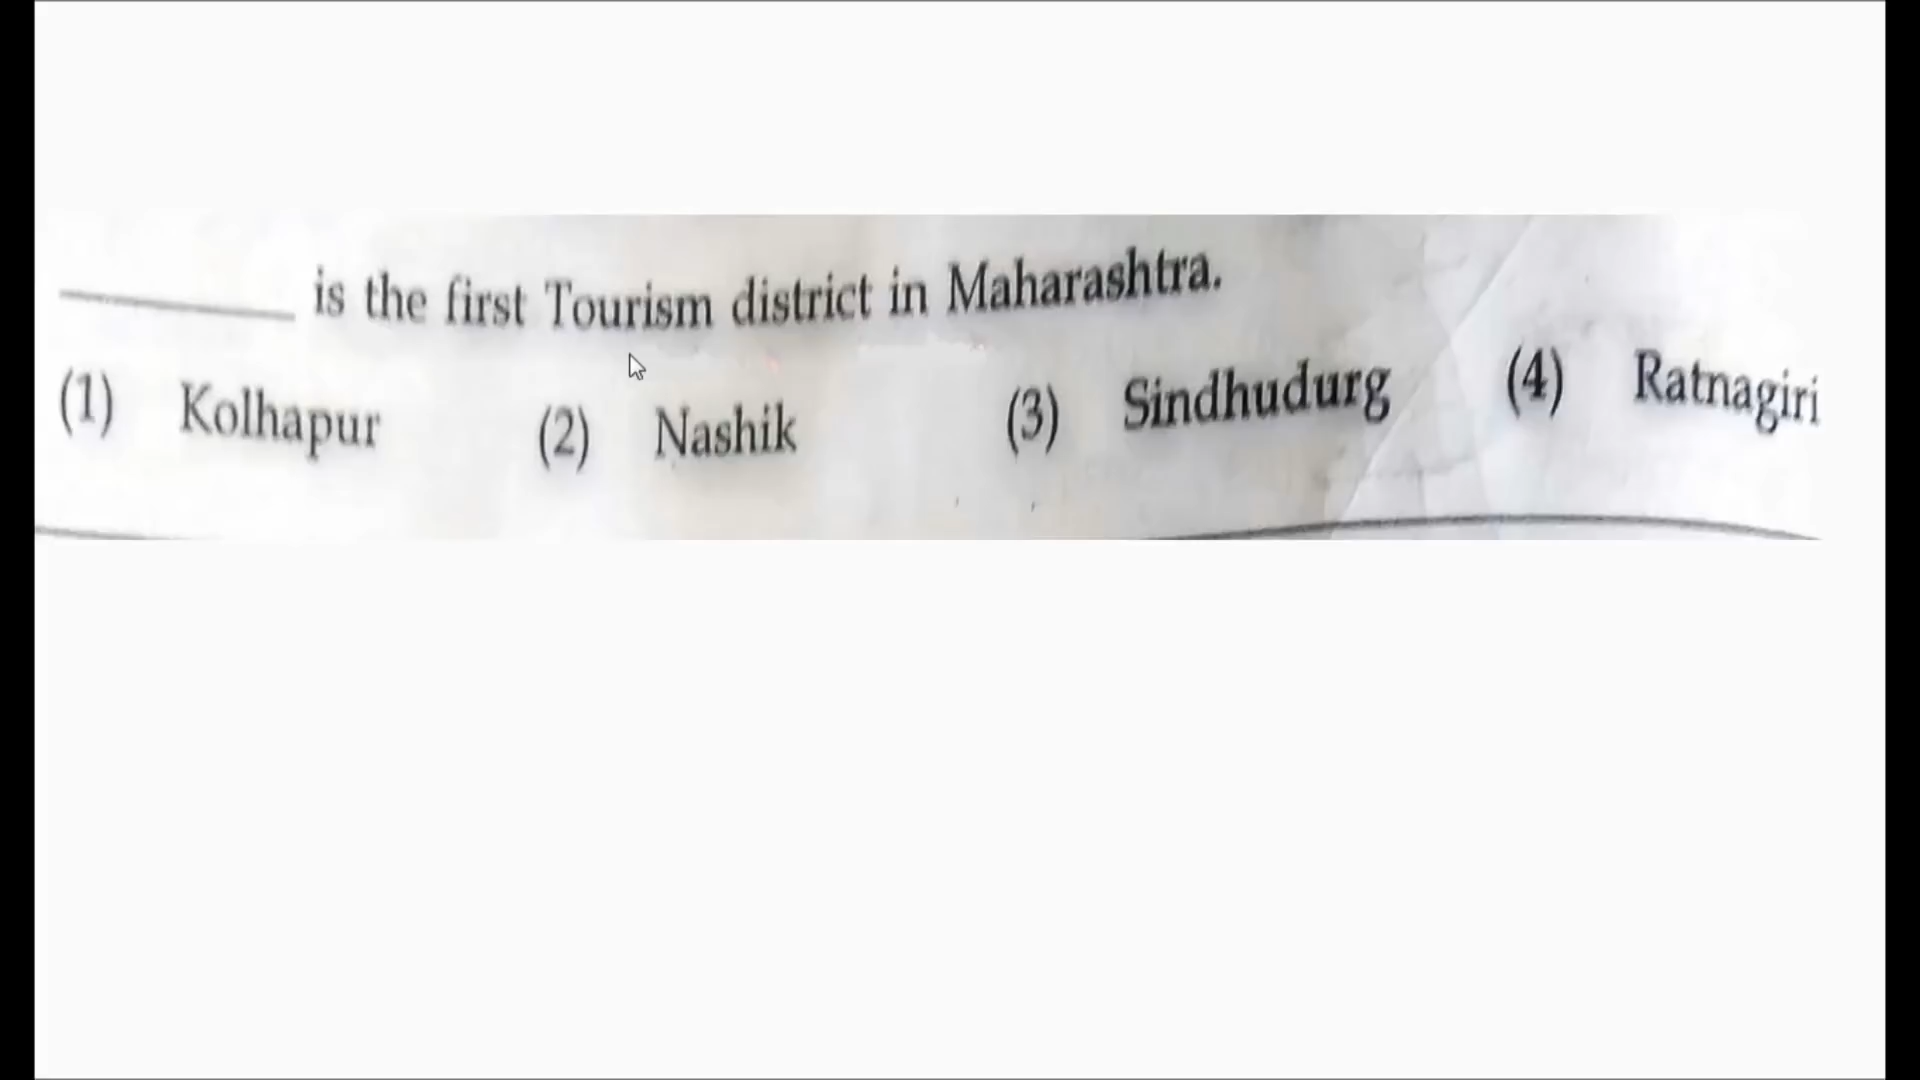 ________ is the first Tourism district in Maharashtra.
(1) Kolhapur (2) Nashik (3) Sindhudurg (4) Ratnagiri